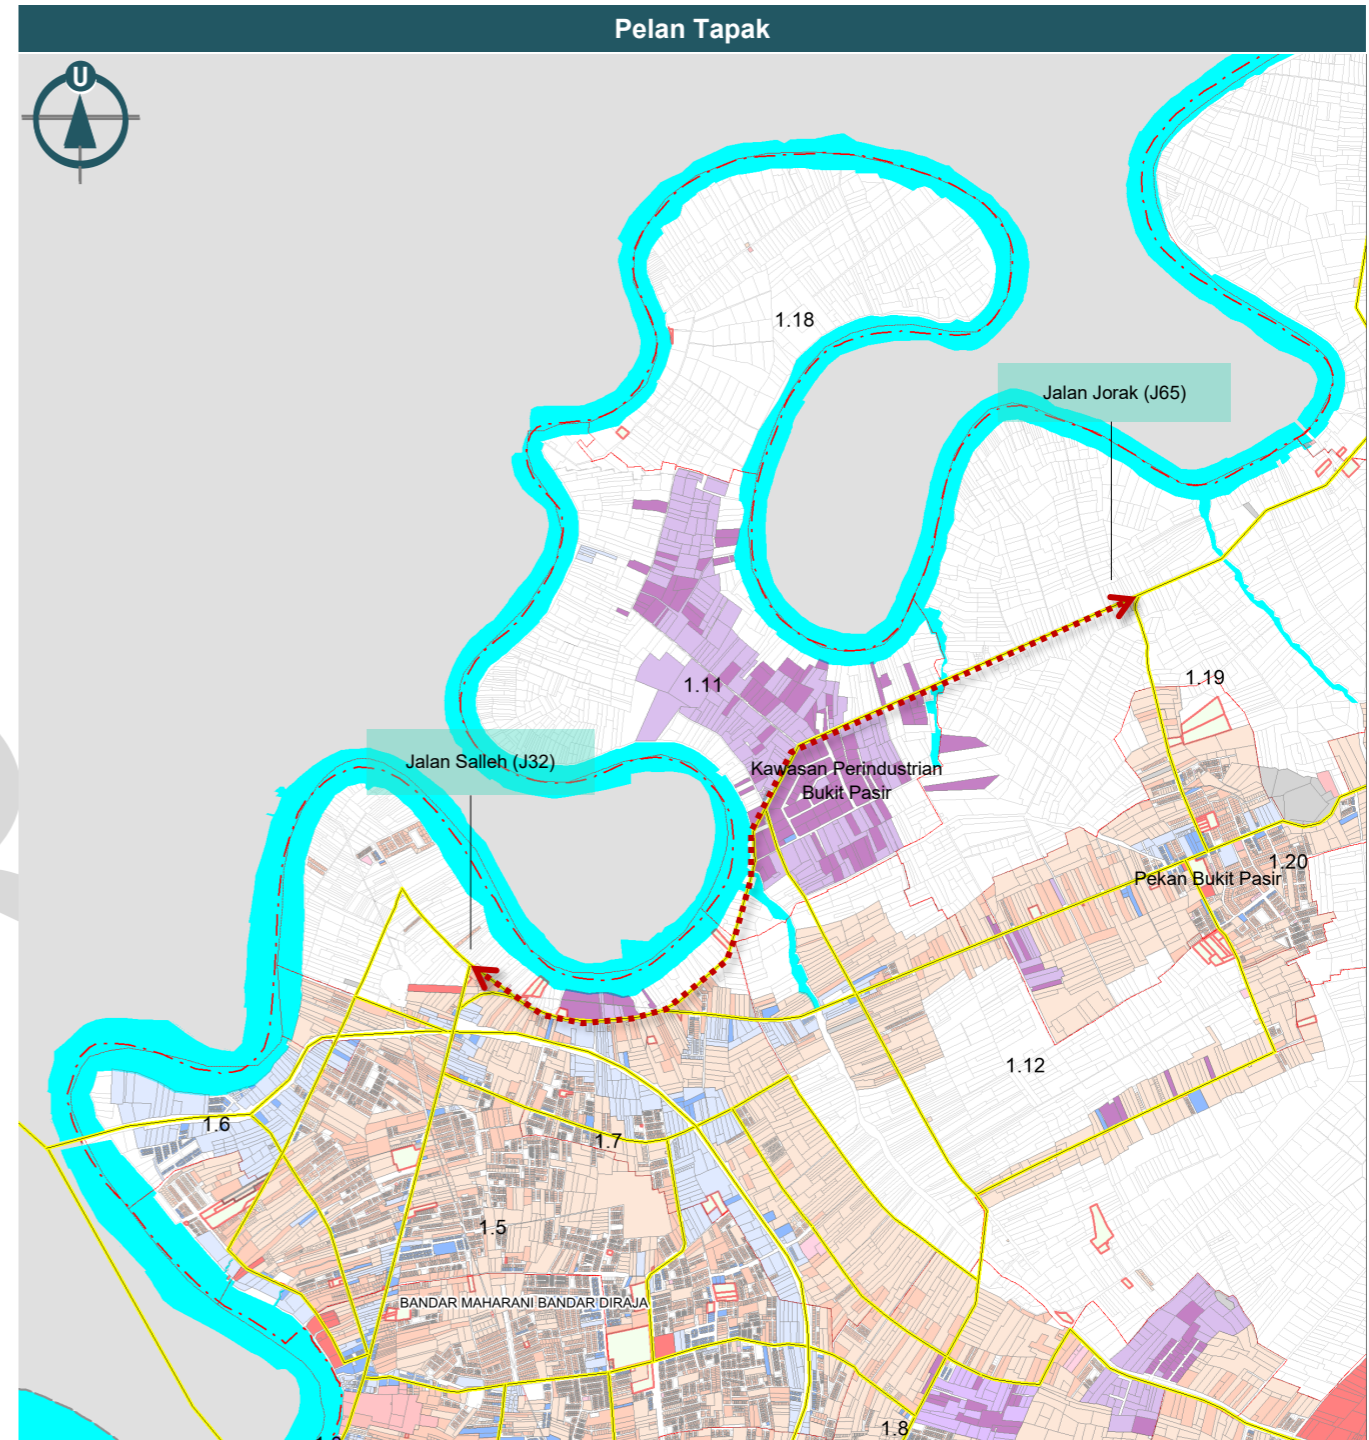 Pelan Tapak
U
1.18
Jalan Jorak (J65)
1.11
1.19
Jalan Salleh (J32)
Kawasan Perindustrian
Bukit Pasir
1.20
Pekan Bukit Pasir
1.12
1.6
1.7
1.5
BANDAR MAHARANI BANDAR DIRAJA
1.8